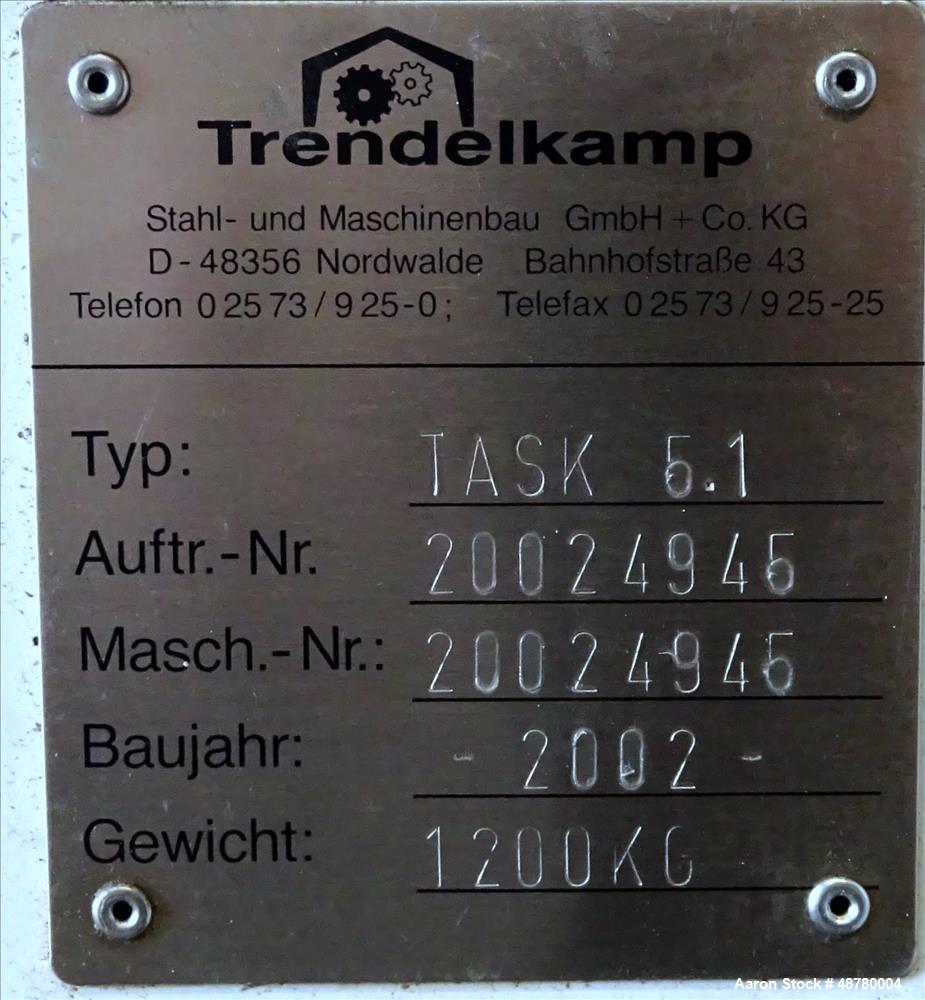 Trendelkamp
Stahl- und Maschinenbau GmbH + Co. KG
D - 48356 Nordwalde Bahnhofstraße 43
Telefon 0 25 73 / 9 25-0 ; Telefax 0 25 73 / 9 25-25
Typ: TASK 5.1
Auftr.-Nr. 20024945
Masch.-Nr.: 20024945
Baujahr: - 2002 -
Gewicht: 1200KG
Aaron Stock # 48780004